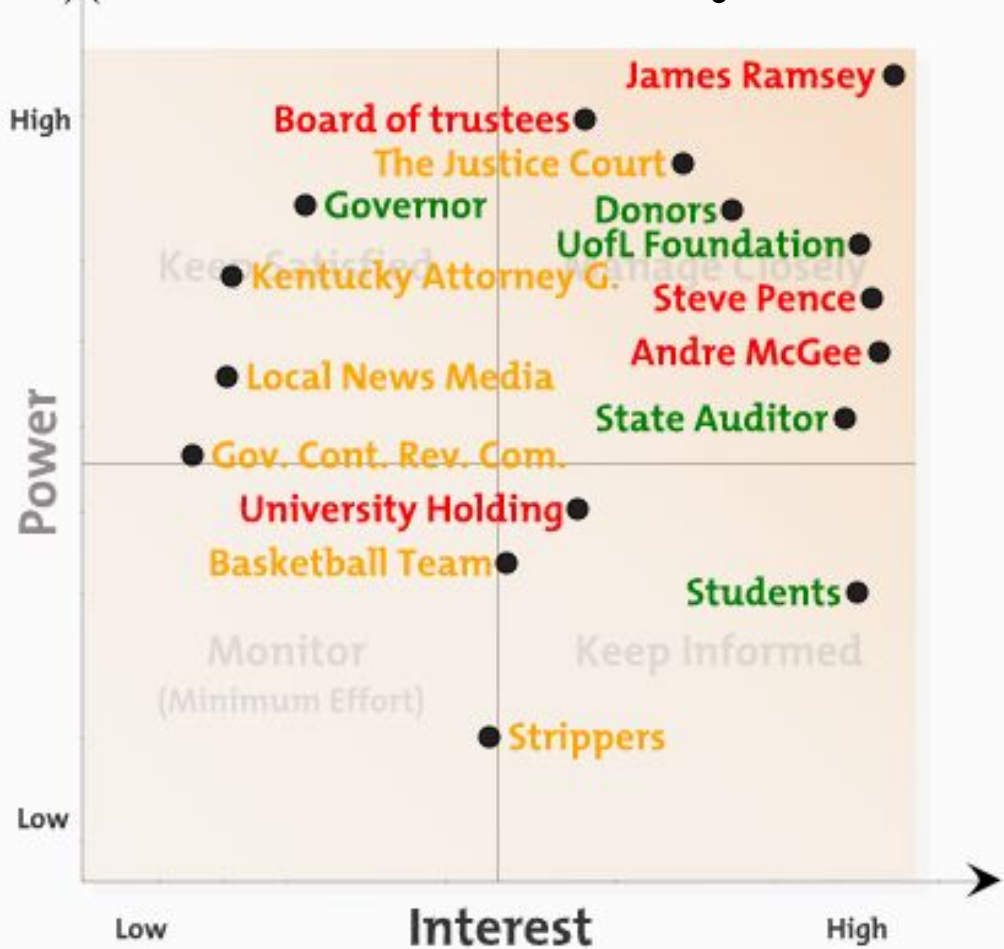 James Ramsey
High
Board of trustees
The Justice Court
Governor
Donors
UofL Foundation
Keep Satisfied
Manage Closely
Kentucky Attorney G.
Steve Pence
Andre McGee
Local News Media
State Auditor
Power
Gov. Cont. Rev. Com.
University Holding
Basketball Team
Students
Monitor
(Minimum Effort)
Keep Informed
Strippers
Low
Low
Interest
High